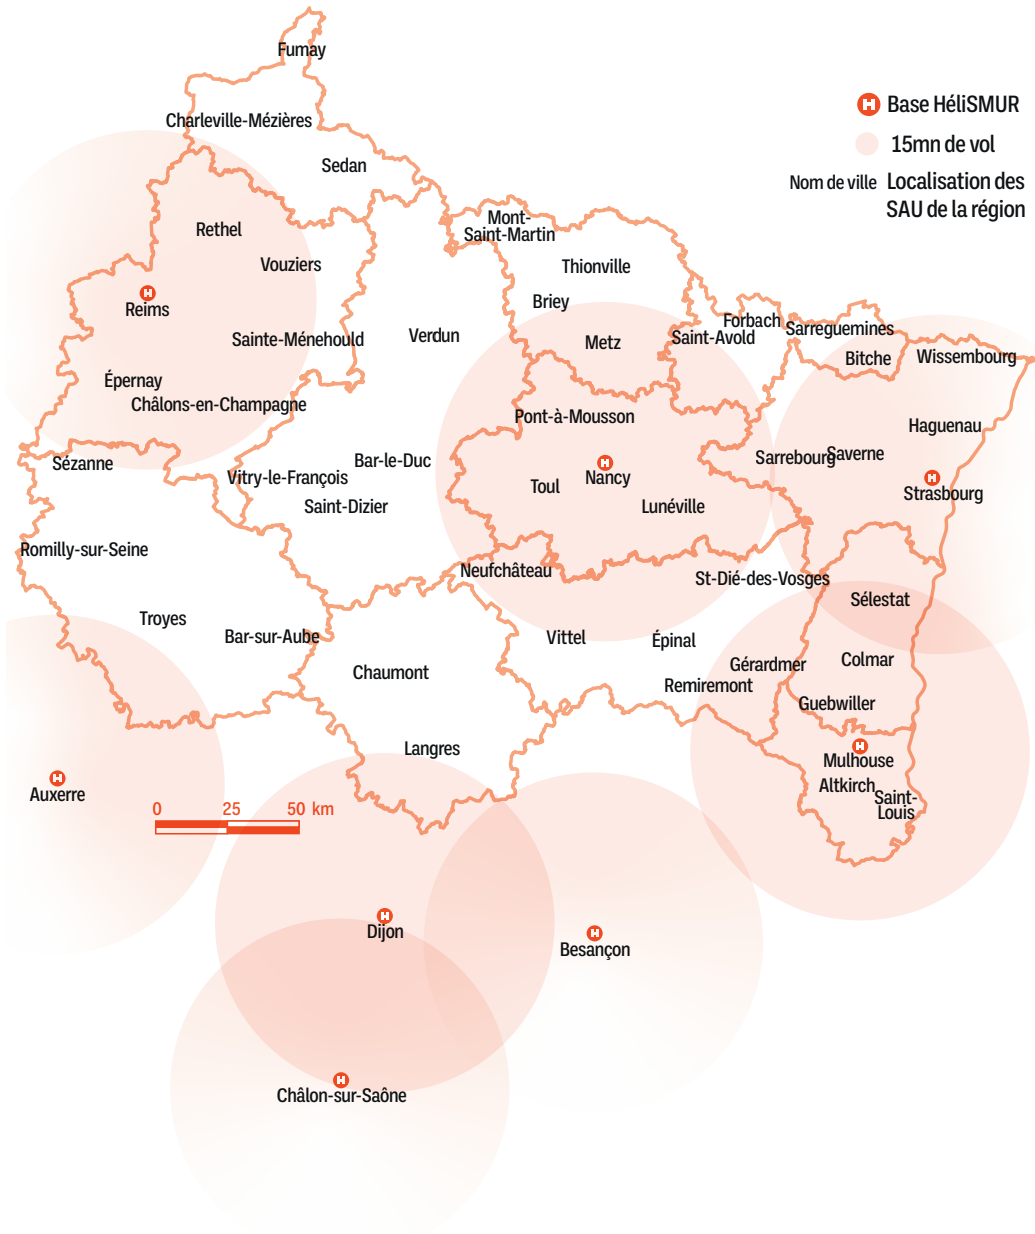 Fumay
Base HéliSMUR
Charleville-Mézières
15mn de vol
Sedan
Nom de ville Localisation des
SAU de la région
Mont-
Saint-Martin
Rethel
Vouziers
Thionville
Briey
Reims
Forbach
Sarreguemines
Sainte-Ménehould
Verdun
Metz
Saint-Avold
Bitche
Wissembourg
Épernay
Châlons-en-Champagne
Pont-à-Mousson
Haguenau
Sézanne
Bar-le-Duc
Sarrebourg
Saverne
Vitry-le-François
Nancy
Toul
Strasbourg
Saint-Dizier
Lunéville
Romilly-sur-Seine
Neufchâteau
St-Dié-des-Vosges
Sélestat
Troyes
Bar-sur-Aube
Vittel
Épinal
Colmar
Gérardmer
Chaumont
Remiremont
Guebwiller
Langres
Mulhouse
Altkirch
Saint-
Louis
Auxerre
0 25 50 km
Dijon
Besançon
Châlon-sur-Saône